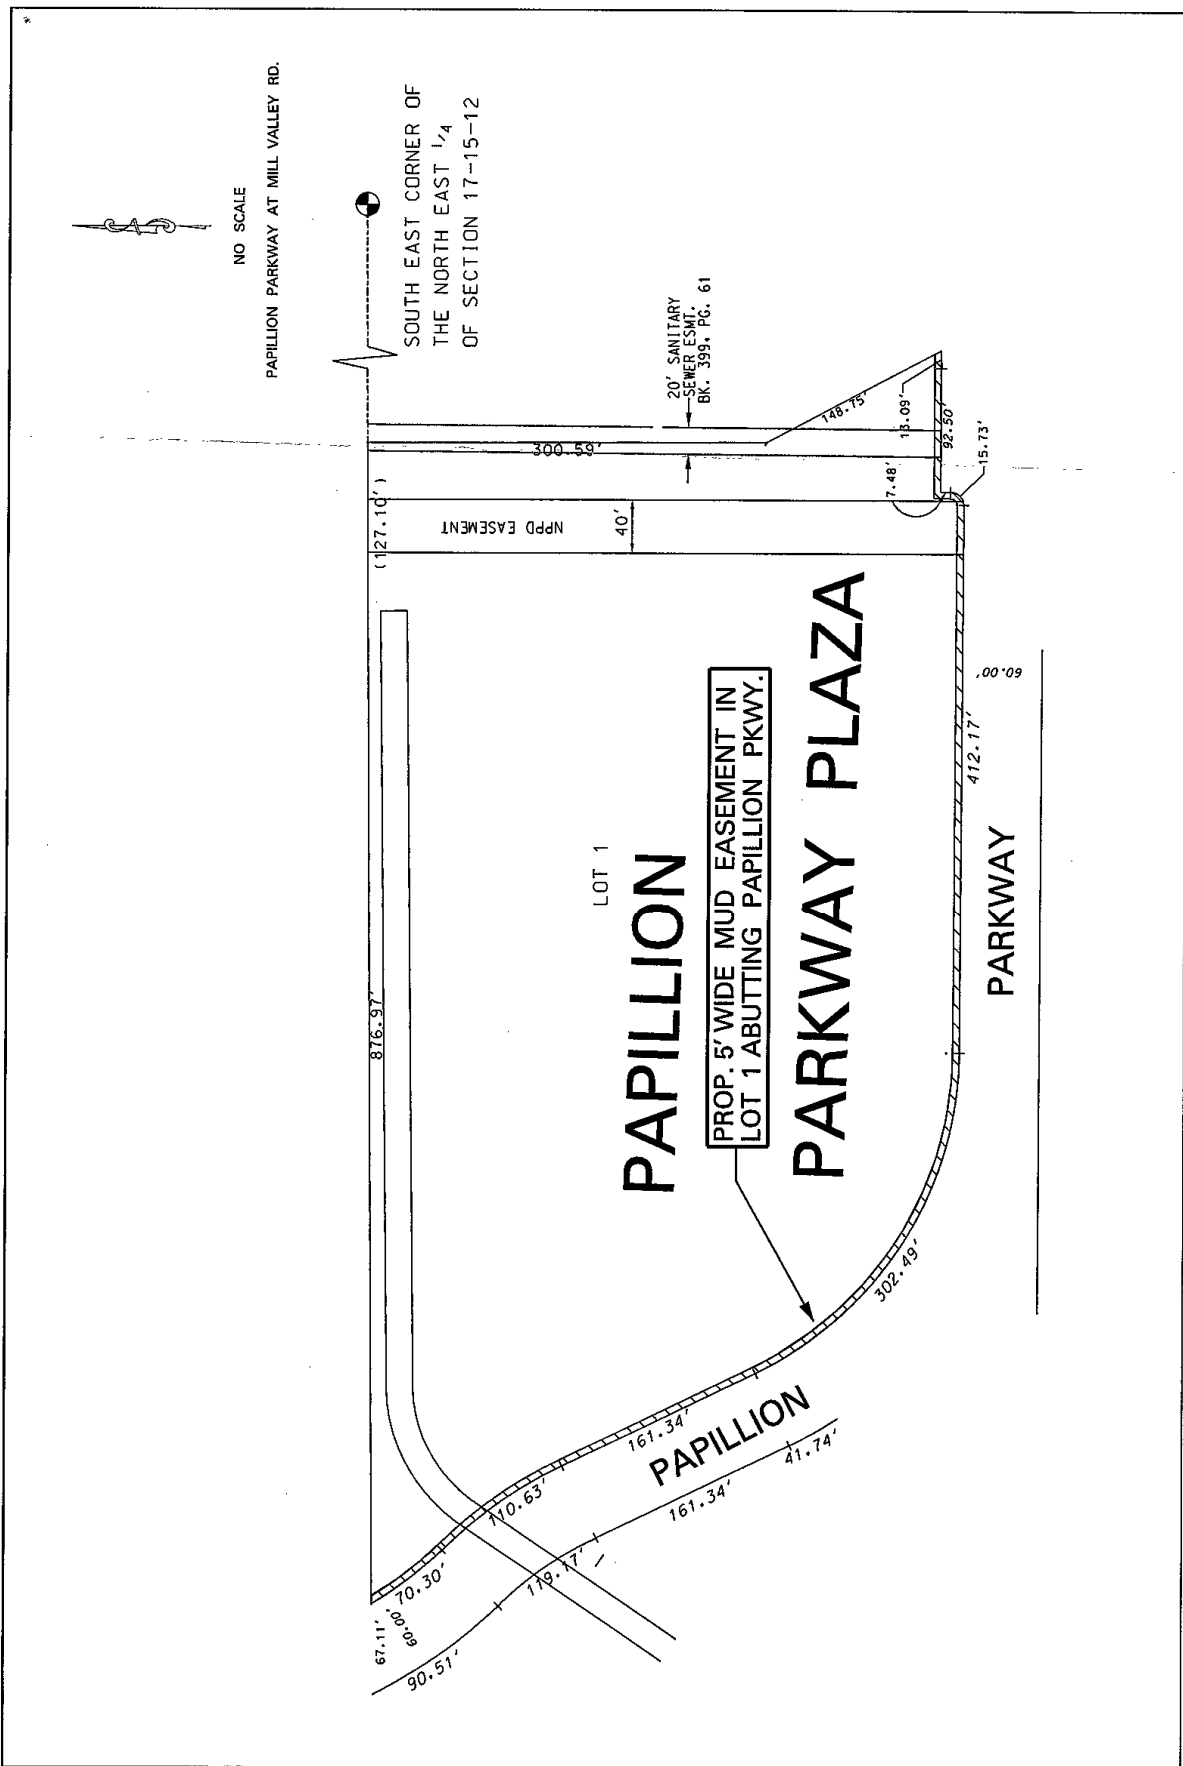 NO SCALE
PAPILLION PARKWAY AT MILL VALLEY RD.
SOUTH EAST CORNER OF
THE NORTH EAST 1/4
OF SECTION 17-15-12
876.97'
(127.10')
300.59'
NPPD EASEMENT
40'
20' SANITARY
SEWER ESMT.
BK. 399, PG. 61
148.75'
13.09'
92.50'
7.48'
15.73'
LOT 1
PAPILLION
PROP. 5' WIDE MUD EASEMENT IN
LOT 1 ABUTTING PAPILLION PKWY.
PARKWAY PLAZA
60.00'
412.17'
PARKWAY
302.49'
161.34'
PAPILLION
41.74'
161.34'
110.63'
119.17'
70.30'
67.11'
60.00'
90.51'